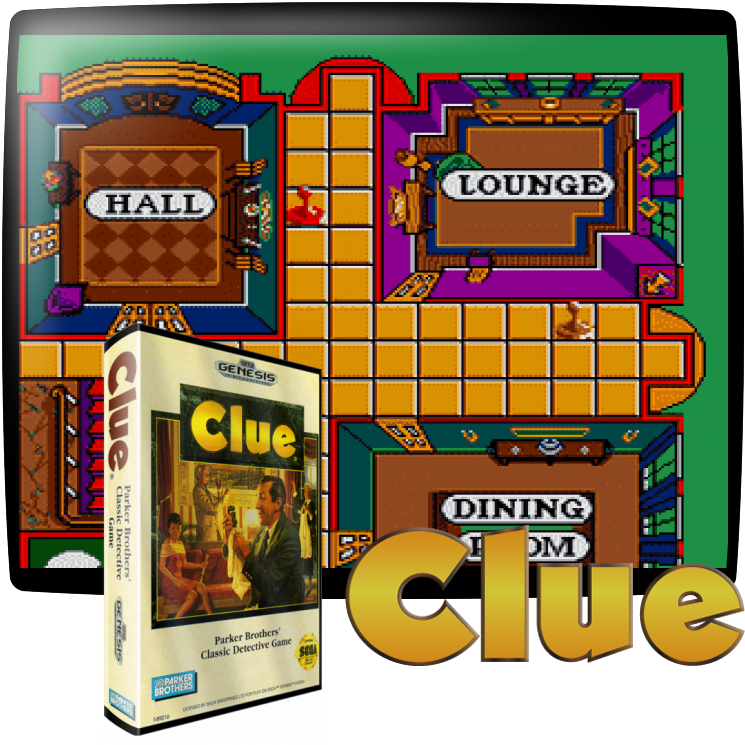 HALL
LOUNGE
DINING
Clue
Clue®
Parker Brothers'
Classic Detective
Game
GENESIS
PARKER
BROTHERS
SEGA
GENESIS
Clue
Parker Brothers'
Classic Detective Game
SEGA